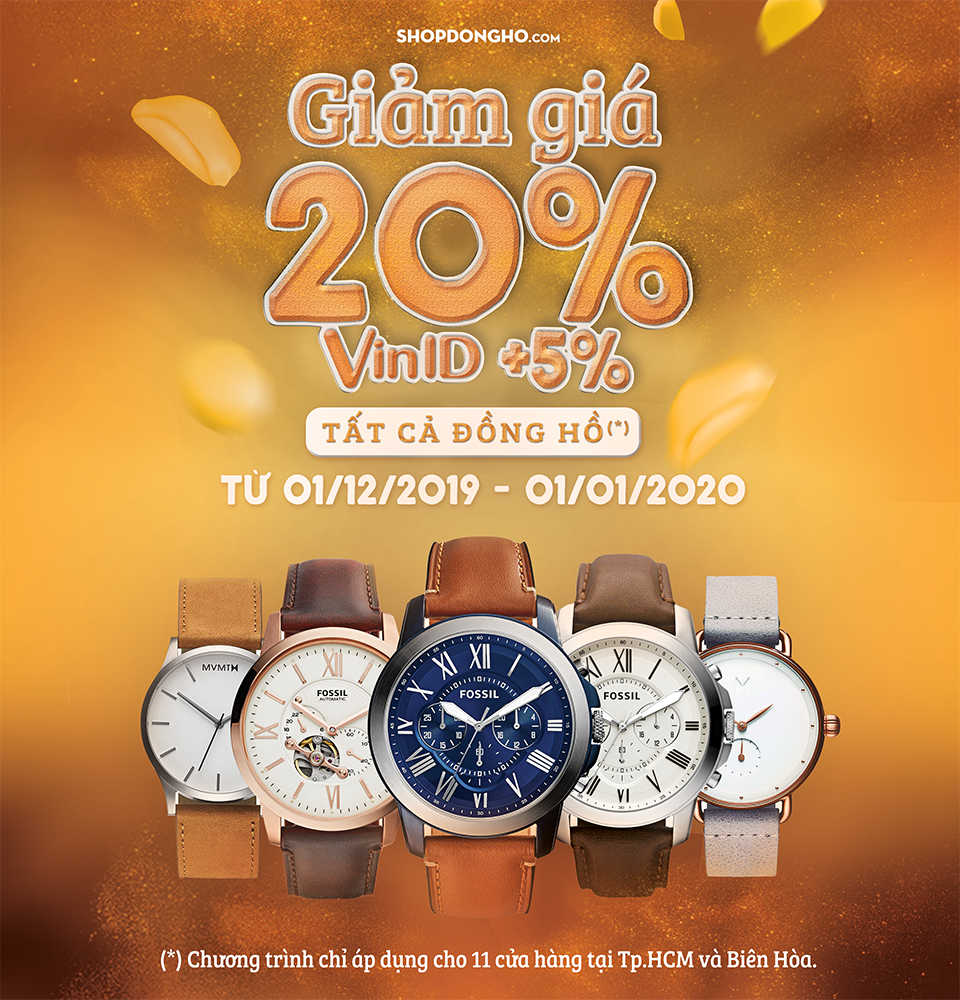 SHOPDONGHO.COM
Giảm giá
20%
VinID +5%
TẤT CẢ ĐỒNG HỒ(*)
TỪ 01/12/2019 - 01/01/2020
MVMT
FOSSIL
AUTOMATIC
FOSSIL
FOSSIL
(*) Chương trình chỉ áp dụng cho 11 cửa hàng tại Tp.HCM và Biên Hòa.